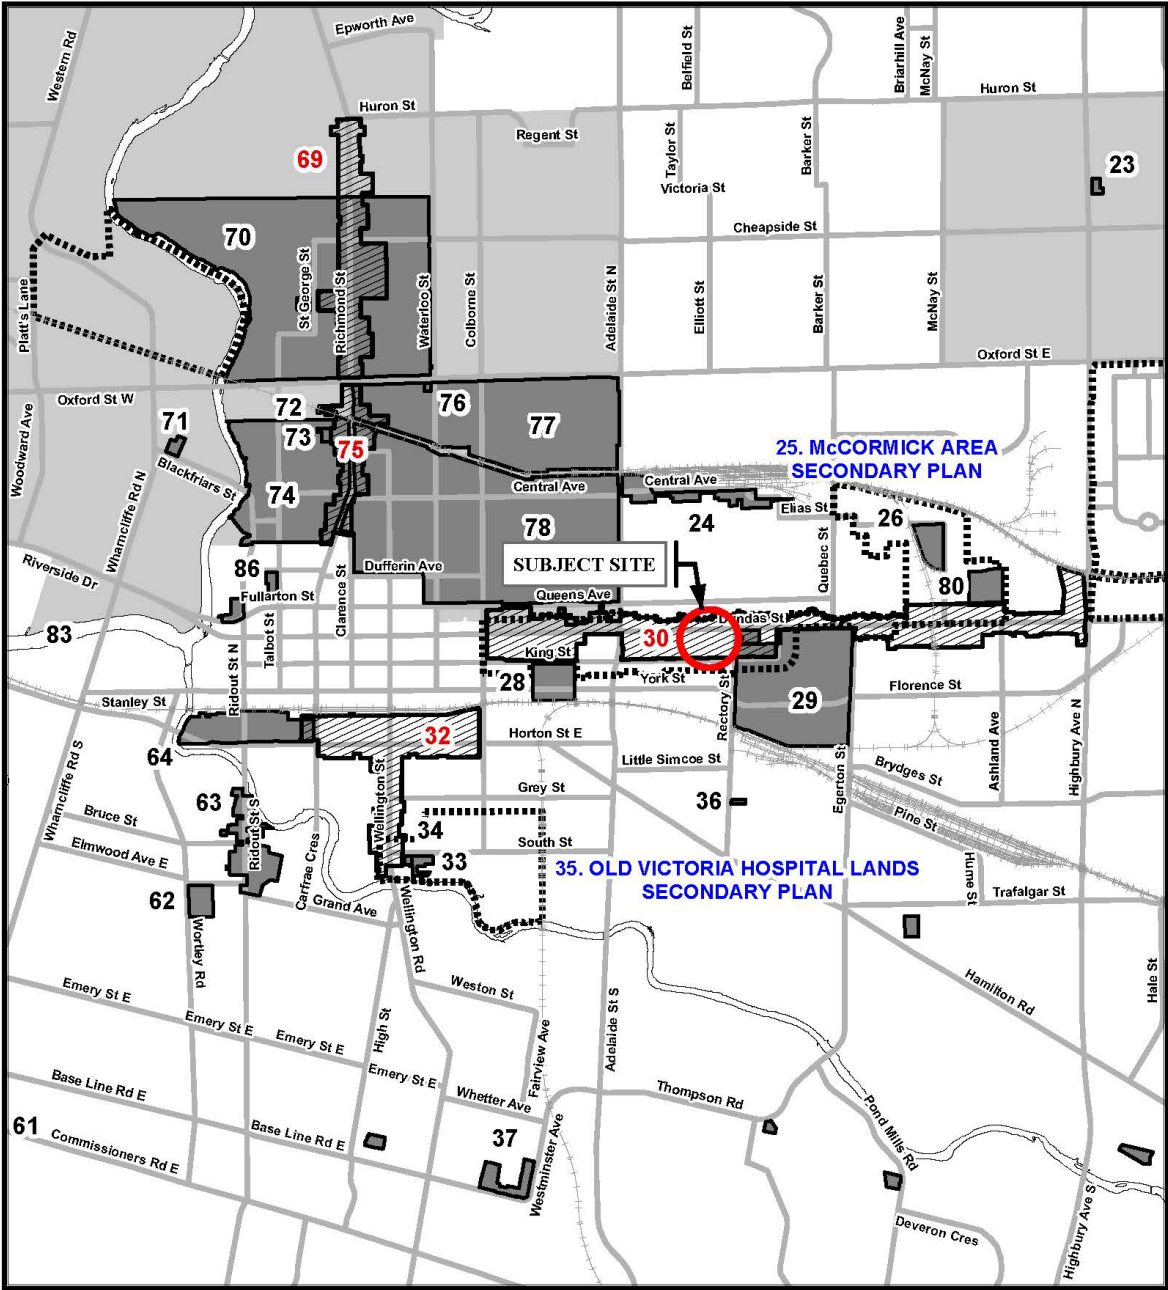 Epworth Ave
Western Rd
Belfield St
Briarhill Ave
McNay St
Huron St
Huron St
Regent St
69
Taylor St
Barker St
23
Victoria St
70
Cheapside St
St George St
Richmond St
Waterloo St
Colborne St
Adelaide St N
Elliott St
Barker St
McNay St
Platt's Lane
Oxford St E
Oxford St W
72
76
71
73
75
77
Woodward Ave
Wharncliffe Rd N
Blackfriars St
25. McCORMICK AREA
SECONDARY PLAN
Central Ave
Central Ave
74
Elias St
24
26
78
Quebec St
SUBJECT SITE
Riverside Dr
86
Dufferin Ave
80
Fullarton St
Clarance St
Queens Ave
Dundas St
83
Talbot St
30
Ridout St N
King St
28
York St
29
Florence St
Stanley St
Rectory St
32
Horton St E
64
Little Simcoe St
Egerton St
Brydges St
Ashland Ave
Highbury Ave N
Wharncliffe Rd S
63
Ridout St S
Wellington St
Grey St
36
Pine St
Bruce St
34
South St
Elmwood Ave E
Carfrae Cres
33
35. OLD VICTORIA HOSPITAL LANDS
SECONDARY PLAN
Hume St
Trafalgar St
62
Grand Ave
Wortley Rd
Wellington Rd
Hamilton Rd
Hale St
Weston St
Emery St E
Emery St E
Emery St E
Emery St E
High St
Fairview Ave
Adelaide St S
Base Line Rd E
Whetter Ave
Thompson Rd
Pond Mills Rd
61
Commissioners Rd E
Base Line Rd E
37
Westminster Ave
Deveron Cres
Highbury Ave S